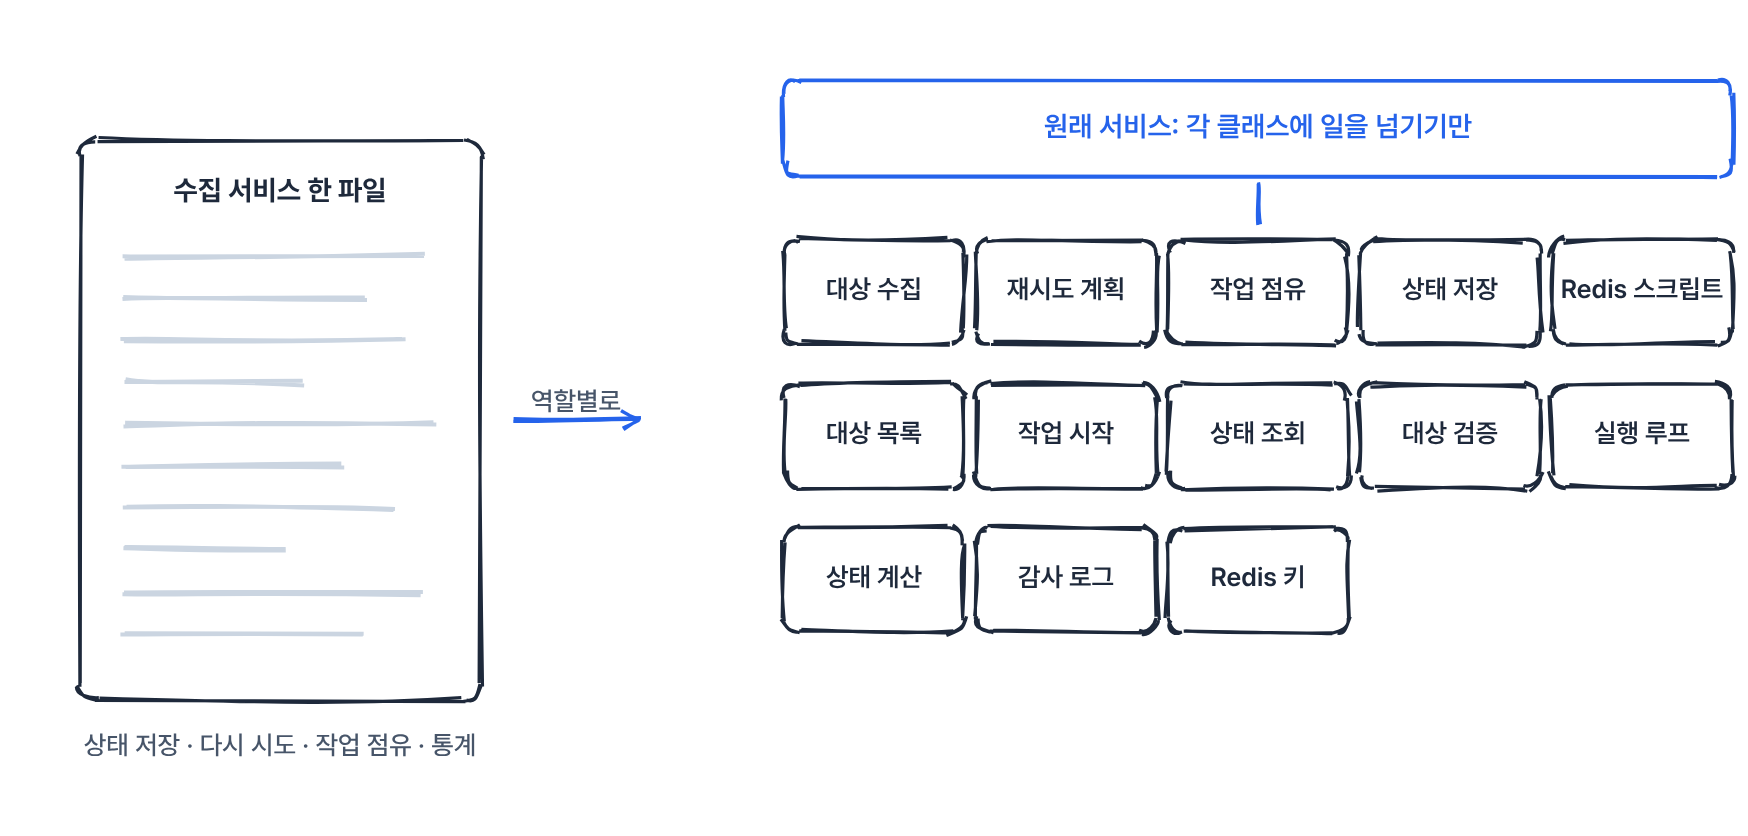 수집 서비스 한 파일
상태 저장 · 다시 시도 · 작업 점유 · 통계
역할별로
원래 서비스: 각 클래스에 일을 넘기기만
대상 수집
재시도 계획
작업 점유
상태 저장
Redis 스크립트
대상 목록
작업 시작
상태 조회
대상 검증
실행 루프
상태 계산
감사 로그
Redis 키